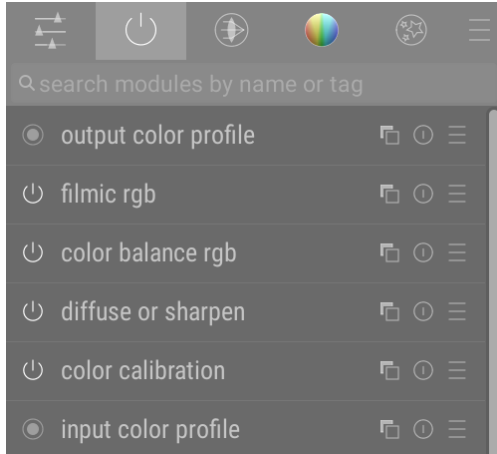 search modules by name or tag
output color profile
filmic rgb
color balance rgb
diffuse or sharpen
color calibration
input color profile